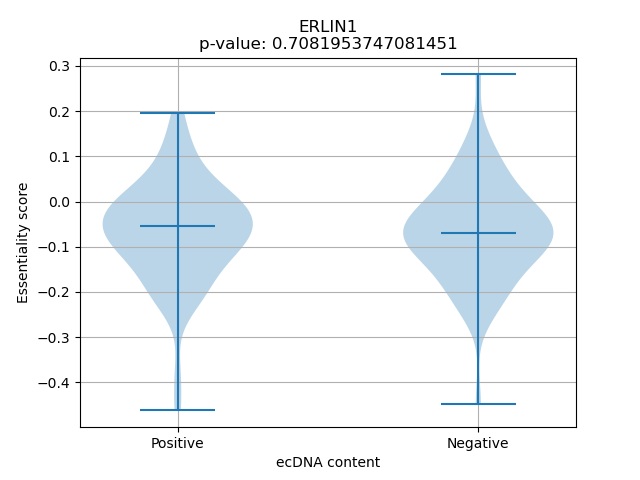 ERLIN1
p-value: 0.7081953747081451
0.3
0.2
0.1
0.0
−0.1
−0.2
−0.3
−0.4
Essentiality score
Positive
Negative
ecDNA content